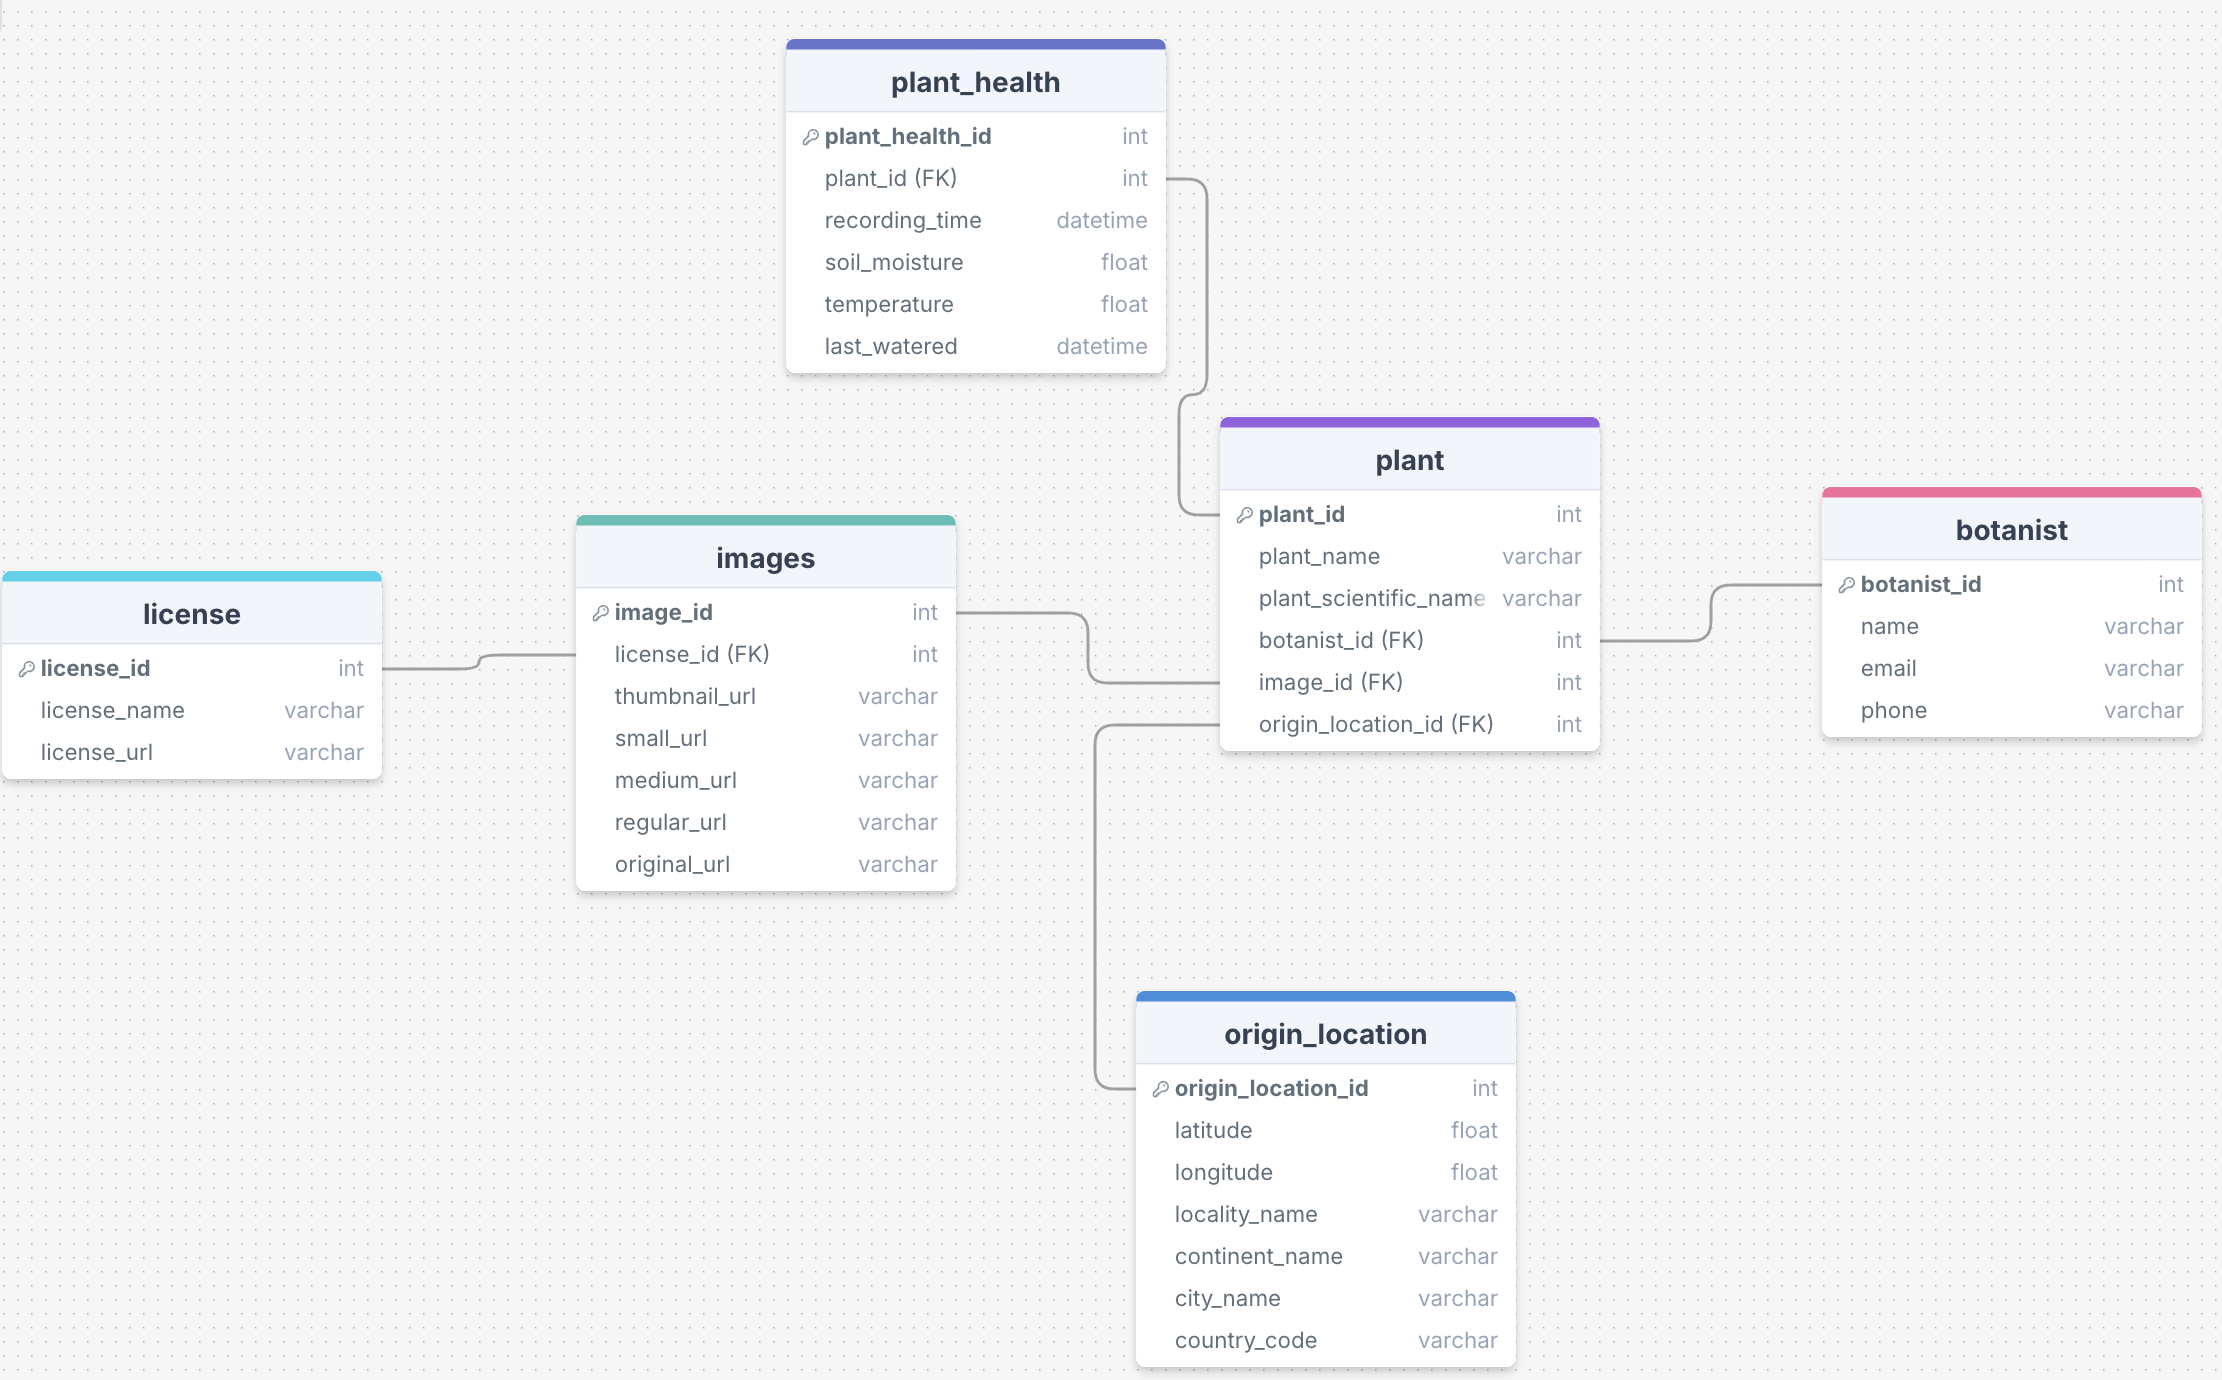 plant_health
plant_health_id int
plant_id (FK) int
recording_time datetime
soil_moisture float
temperature float
last_watered datetime
plant
plant_id int
plant_name varchar
plant_scientific_name varchar
botanist_id (FK) int
image_id (FK) int
origin_location_id (FK) int
botanist
botanist_id int
name varchar
email varchar
phone varchar
images
image_id int
license_id (FK) int
thumbnail_url varchar
small_url varchar
medium_url varchar
regular_url varchar
original_url varchar
license
license_id int
license_name varchar
license_url varchar
origin_location
origin_location_id int
latitude float
longitude float
locality_name varchar
continent_name varchar
city_name varchar
country_code varchar